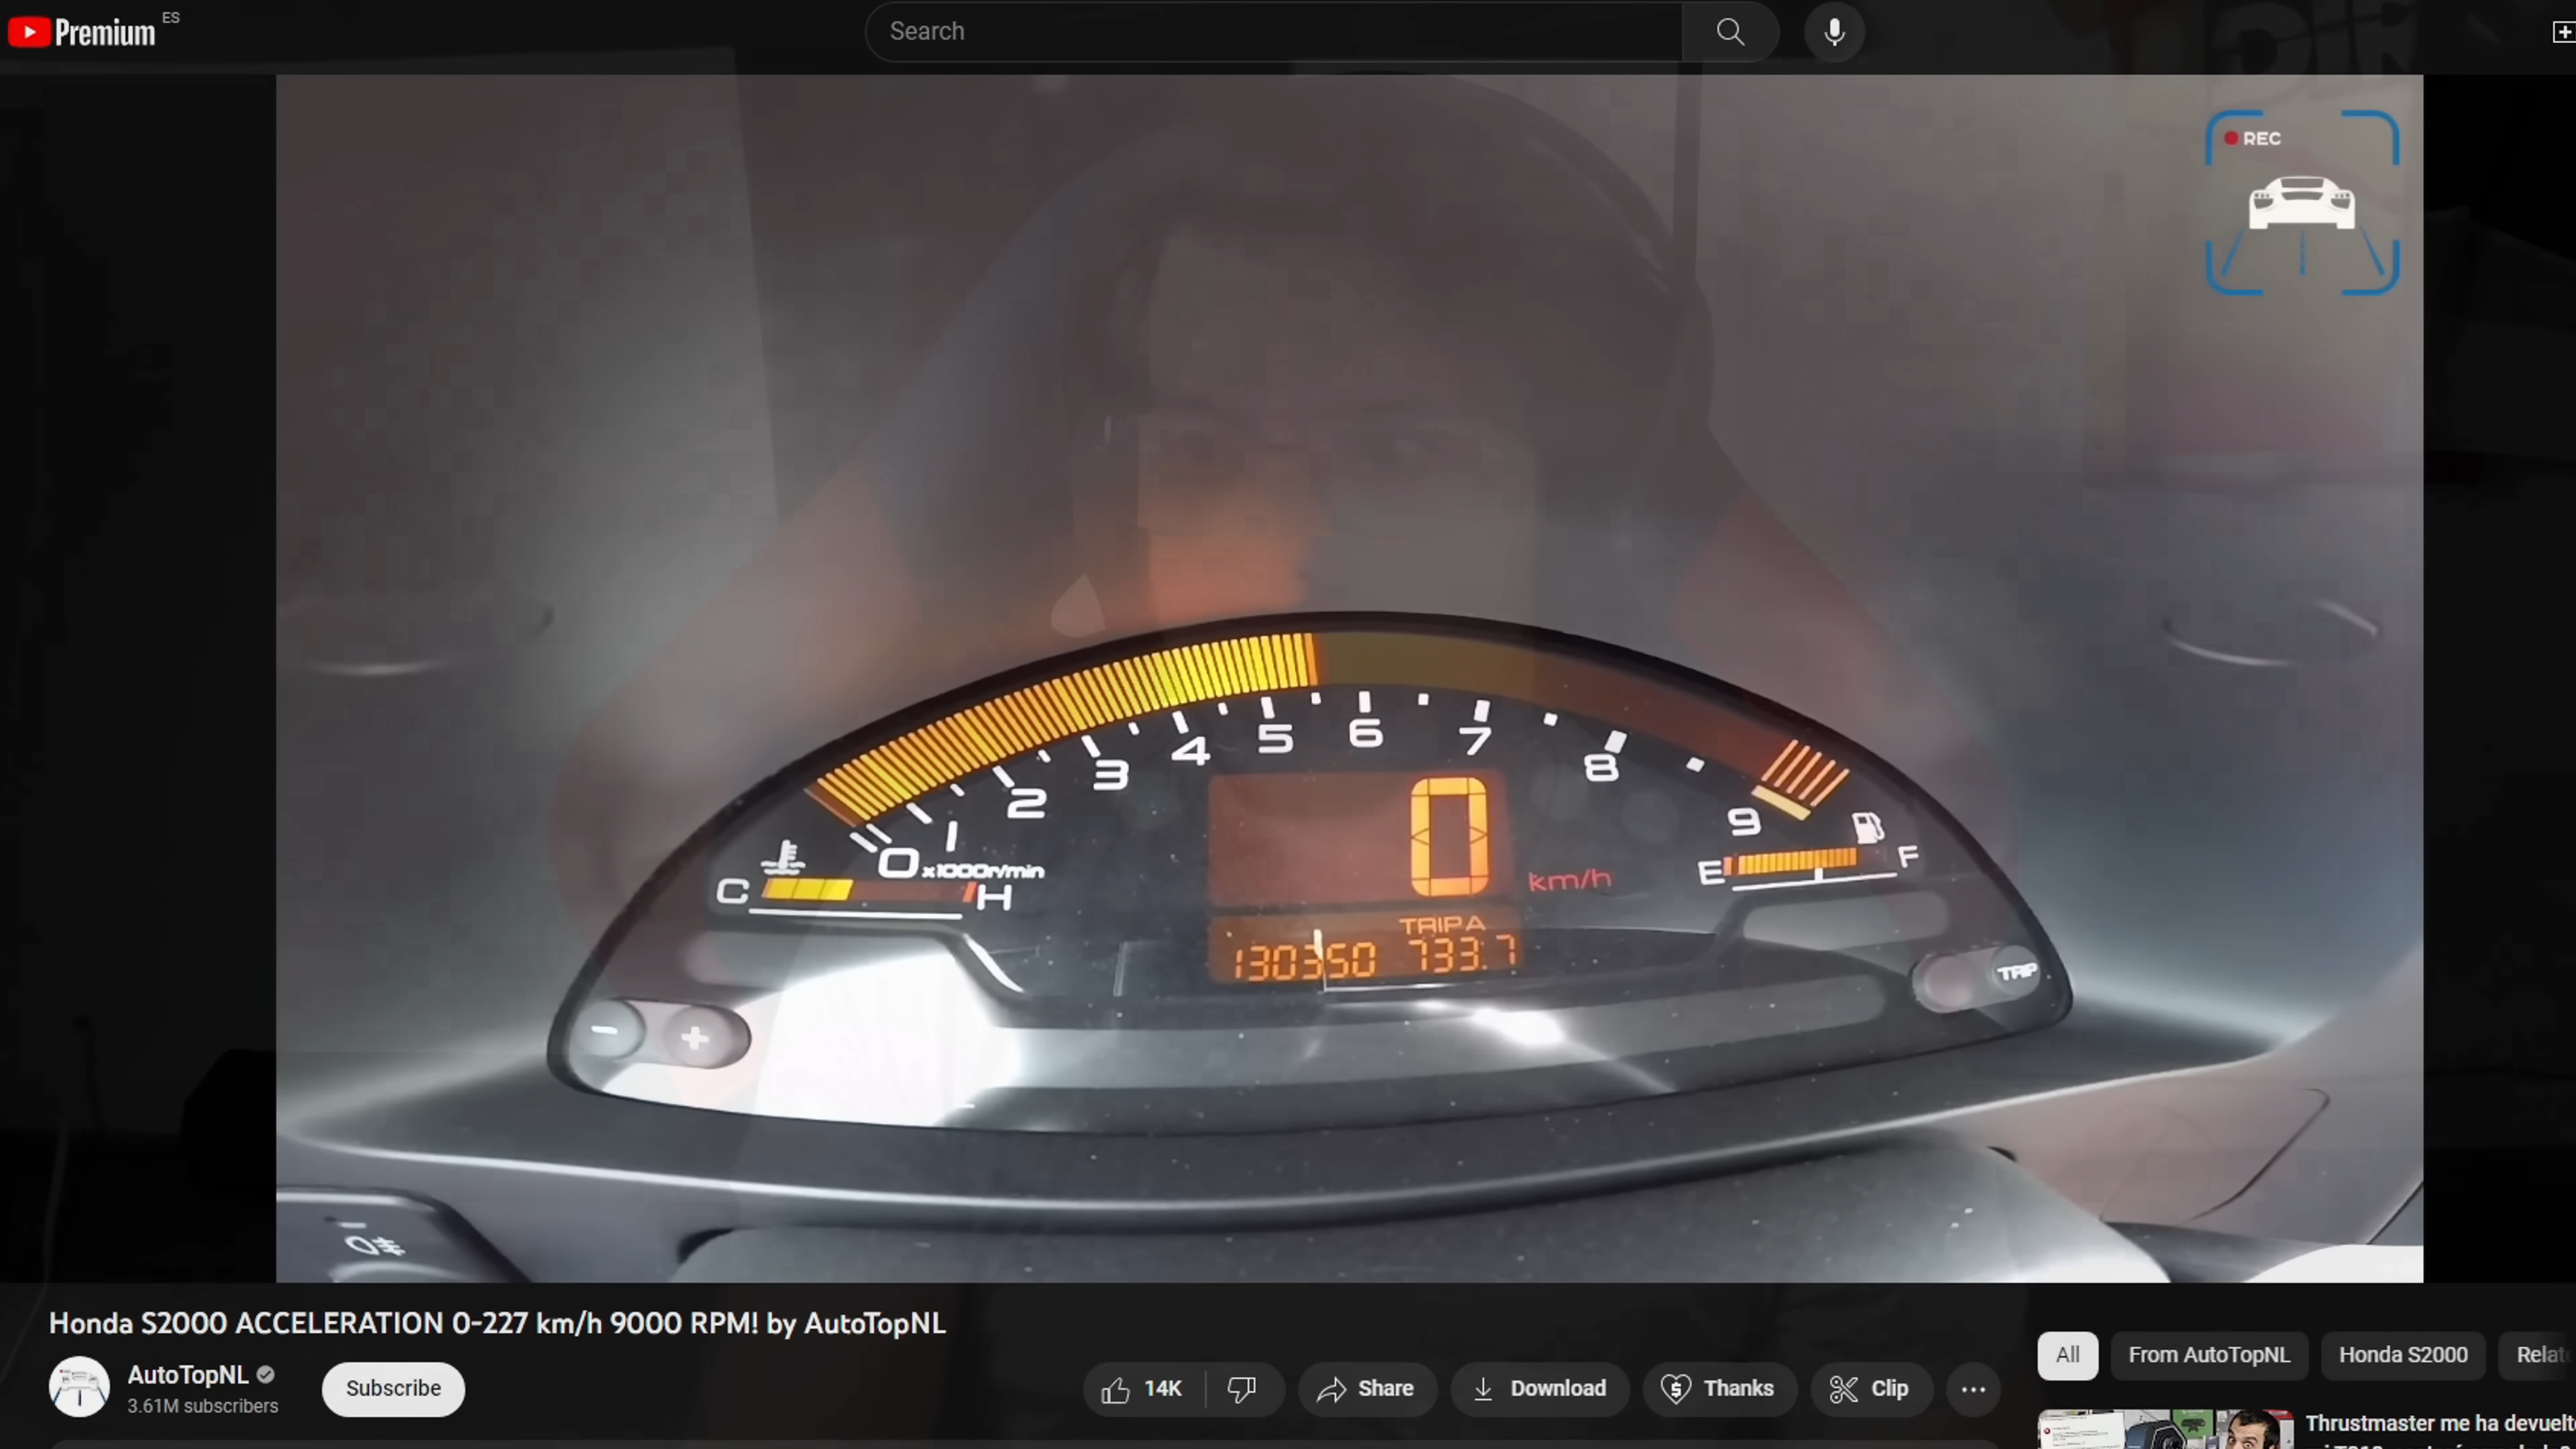 Premium ES
Search
REC
0 1 2 3 4 5 6 7 8 9
x1000r/min
C H
0 km/h
E F
TRIP A
130350 733.7
TRIP
- +
Honda S2000 ACCELERATION 0-227 km/h 9000 RPM! by AutoTopNL
AutoTopNL
3.61M subscribers
Subscribe
14K
Share
Download
Thanks
Clip
All
From AutoTopNL
Honda S2000
Thrustmaster me ha